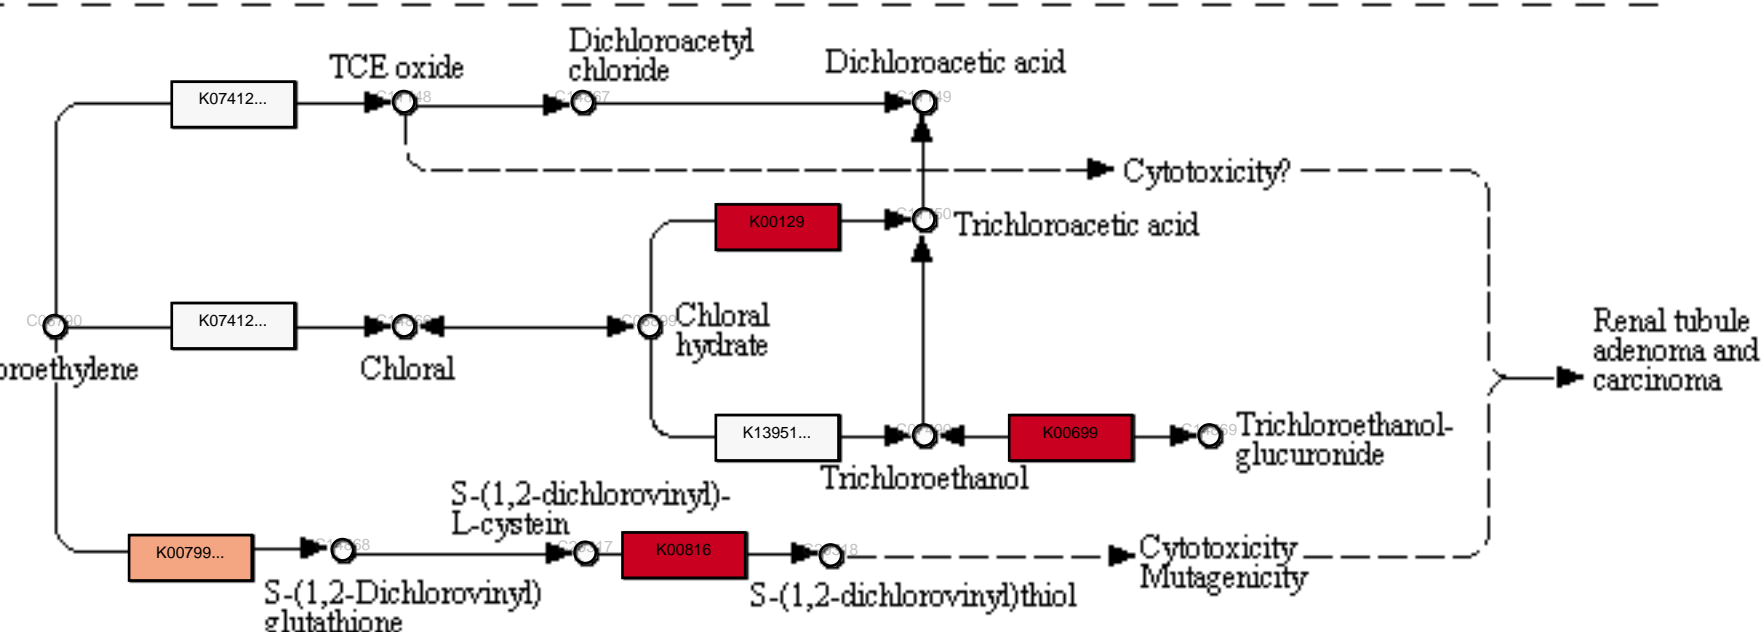 TCE oxide
Dichloroacetyl
chloride
Dichloroacetic acid
K07412...
Cytotoxicity?
K00129
Trichloroacetic acid
K07412...
Chloral
hydrate
Chloral
oroethylene
Renal tubule
adenoma and
carcinoma
K13951...
K00699
Trichloroethanol-
glucuronide
Trichloroethanol
S-(1,2-dichlorovinyl)-
L-cystein
K00799...
K00816
Cytotoxicity
Mutagenicity
S-(1,2-Dichlorovinyl)
glutathione
S-(1,2-dichlorovinyl)thiol